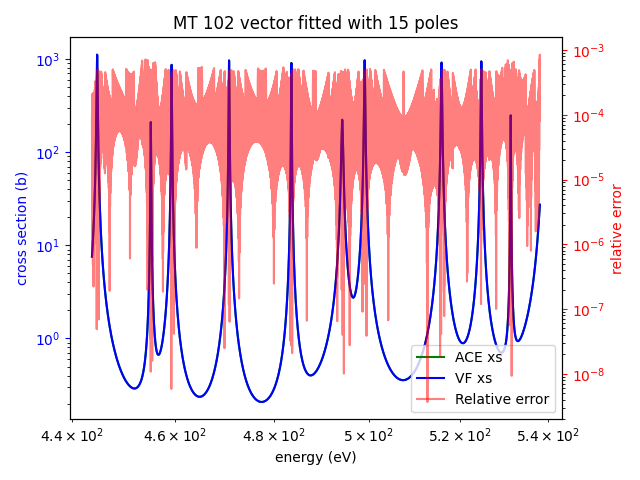 MT 102 vector fitted with 15 poles
10³
10²
10¹
10⁰
cross section (b)
10⁻³
10⁻⁴
10⁻⁵
10⁻⁶
10⁻⁷
10⁻⁸
relative error
ACE xs
VF xs
Relative error
4.4 × 10² 4.6 × 10² 4.8 × 10² 5 × 10² 5.2 × 10² 5.4 × 10²
energy (eV)